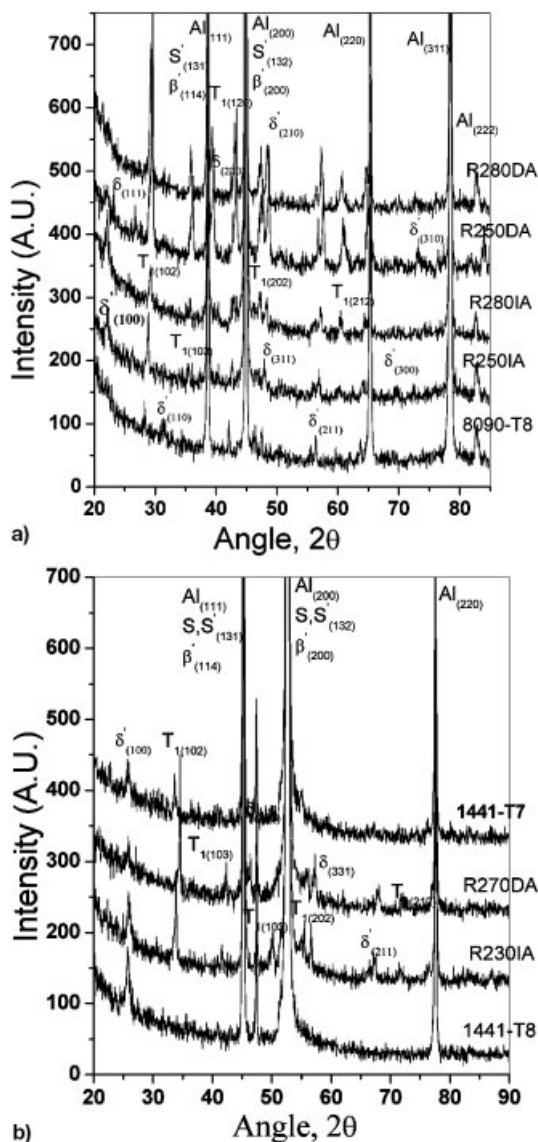 750
700
Al(111) Al(200) Al(220) Al(311)
S'(131) S'(132)
β'(114) T1(120) β'(200)
600
δ'(210) Al(222)
R280DA
500
δ(111)
R250DA
δ'(310)
400
T1(102) T1(202) T1(212)
R280IA
300
δ'(100)
T1(103) δ(311) δ'(300)
R250IA
200
δ'(110) δ'(211)
8090-T8
100
0
20 30 40 50 60 70 80
Intensity (A.U.)
Angle, 2θ
a)
700
Al(111) Al(200) Al(220)
S,S'(131) S,S'(132)
β'(114) β'(200)
600
500
δ'(100) T1(102)
400
1441-T7
T1(103) δ(331)
300
R270DA
T1(202)
δ'(211)
200
R230IA
100
1441-T8
0
20 30 40 50 60 70 80 90
Intensity (A.U.)
Angle, 2θ
b)